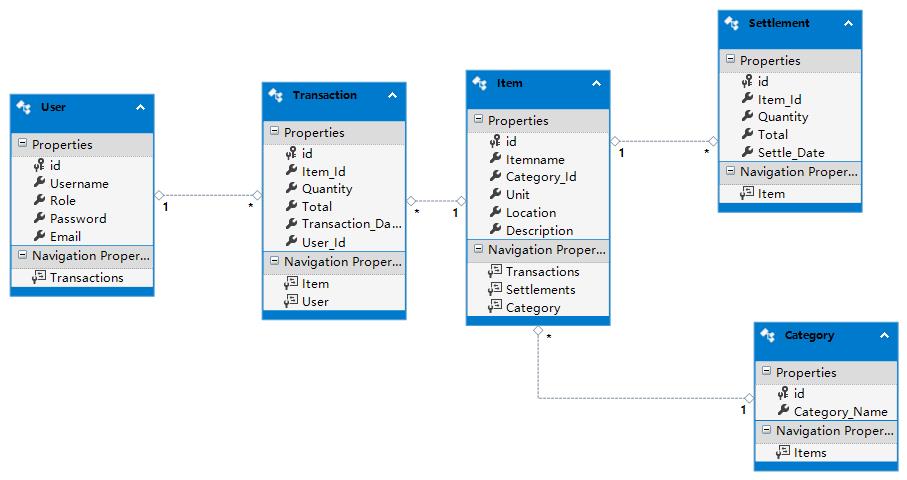 User
Properties
id
Username
Role
Password
Email
Navigation Proper...
Transactions
1
*
Transaction
Properties
id
Item_Id
Quantity
Total
Transaction_Da...
User_Id
Navigation Proper...
Item
User
*
1
Item
Properties
id
Itemname
Category_Id
Unit
Location
Description
Navigation Proper...
Transactions
Settlements
Category
1
*
Settlement
Properties
id
Item_Id
Quantity
Total
Settle_Date
Navigation Proper...
Item
*
1
Category
Properties
id
Category_Name
Navigation Proper...
Items